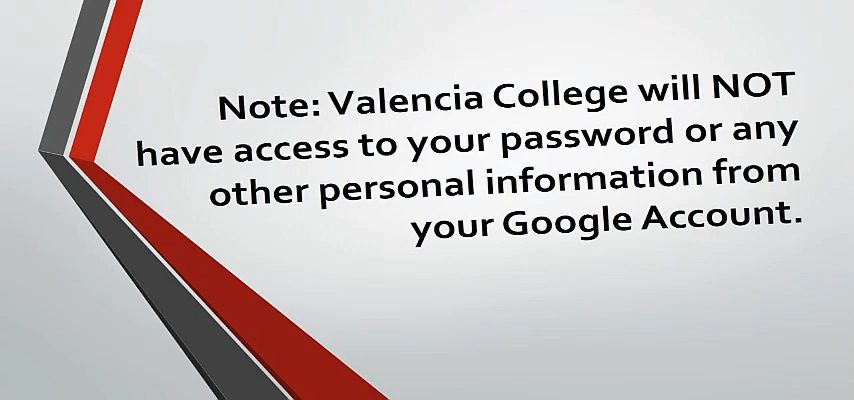 Note: Valencia College will NOT
have access to your password or any
other personal information from
your Google Account.